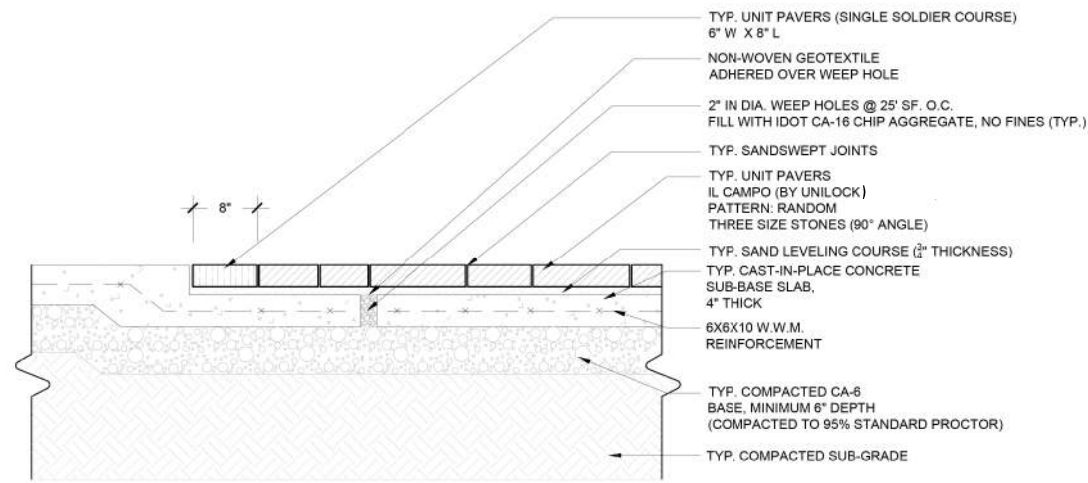 TYP. UNIT PAVERS (SINGLE SOLDIER COURSE)
6" W X 8" L
NON-WOVEN GEOTEXTILE
ADHERED OVER WEEP HOLE
2" IN DIA. WEEP HOLES @ 25' SF. O.C.
FILL WITH IDOT CA-16 CHIP AGGREGATE, NO FINES (TYP.)
TYP. SANDSWEPT JOINTS
TYP. UNIT PAVERS
IL CAMPO (BY UNILOCK)
PATTERN: RANDOM
THREE SIZE STONES (90° ANGLE)
8"
TYP. SAND LEVELING COURSE (3/4" THICKNESS)
TYP. CAST-IN-PLACE CONCRETE
SUB-BASE SLAB,
4" THICK
6X6X10 W.W.M.
REINFORCEMENT
TYP. COMPACTED CA-6
BASE, MINIMUM 6" DEPTH
(COMPACTED TO 95% STANDARD PROCTOR)
TYP. COMPACTED SUB-GRADE